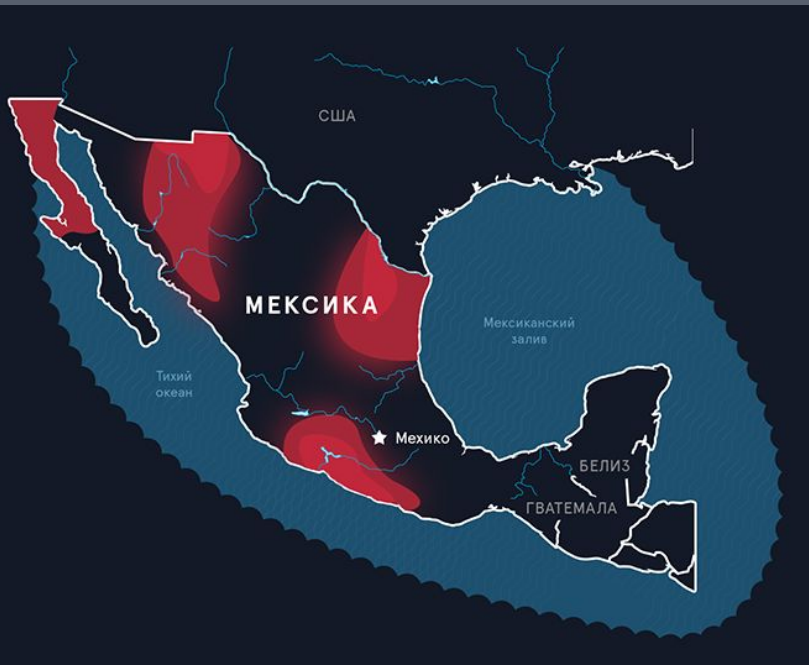 США
МЕКСИКА
Мексиканский
залив
Тихий
океан
Мехико
БЕЛИЗ
ГВАТЕМАЛА